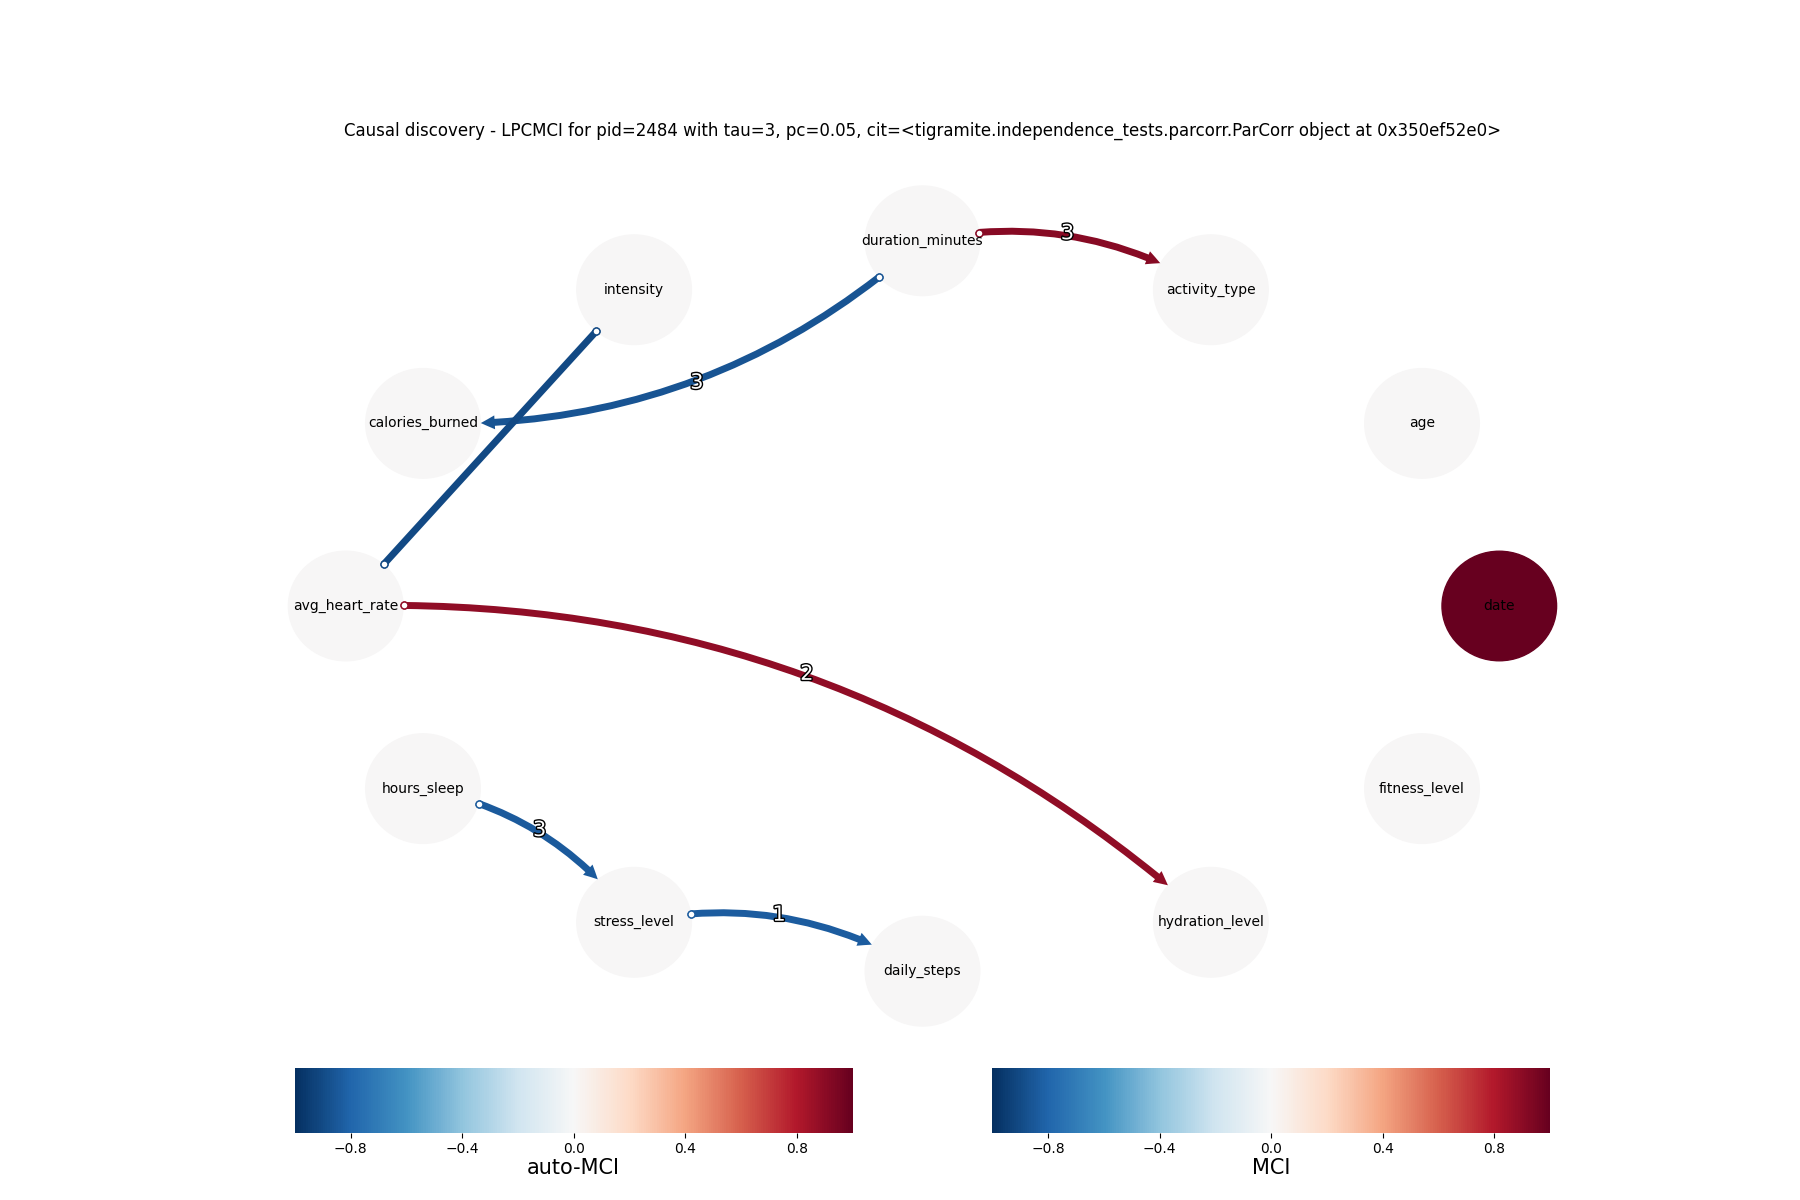 Causal discovery - LPCMCI for pid=2484 with tau=3, pc=0.05, cit=<tigramite.independence_tests.parcorr.ParCorr object at 0x350ef52e0>
duration_minutes
3
intensity
activity_type
3
calories_burned
age
avg_heart_rate
date
2
hours_sleep
fitness_level
3
stress_level
1
hydration_level
daily_steps
−0.8 −0.4 0.0 0.4 0.8
auto-MCI
−0.8 −0.4 0.0 0.4 0.8
MCI